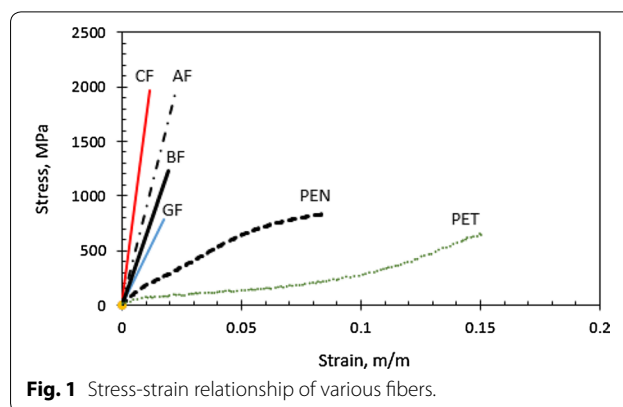 2500
CF AF
2000
Stress, MPa
1500
BF
1000
PEN
GF
PET
500
0
0 0.05 0.1 0.15 0.2
Strain, m/m
Fig. 1 Stress-strain relationship of various fibers.